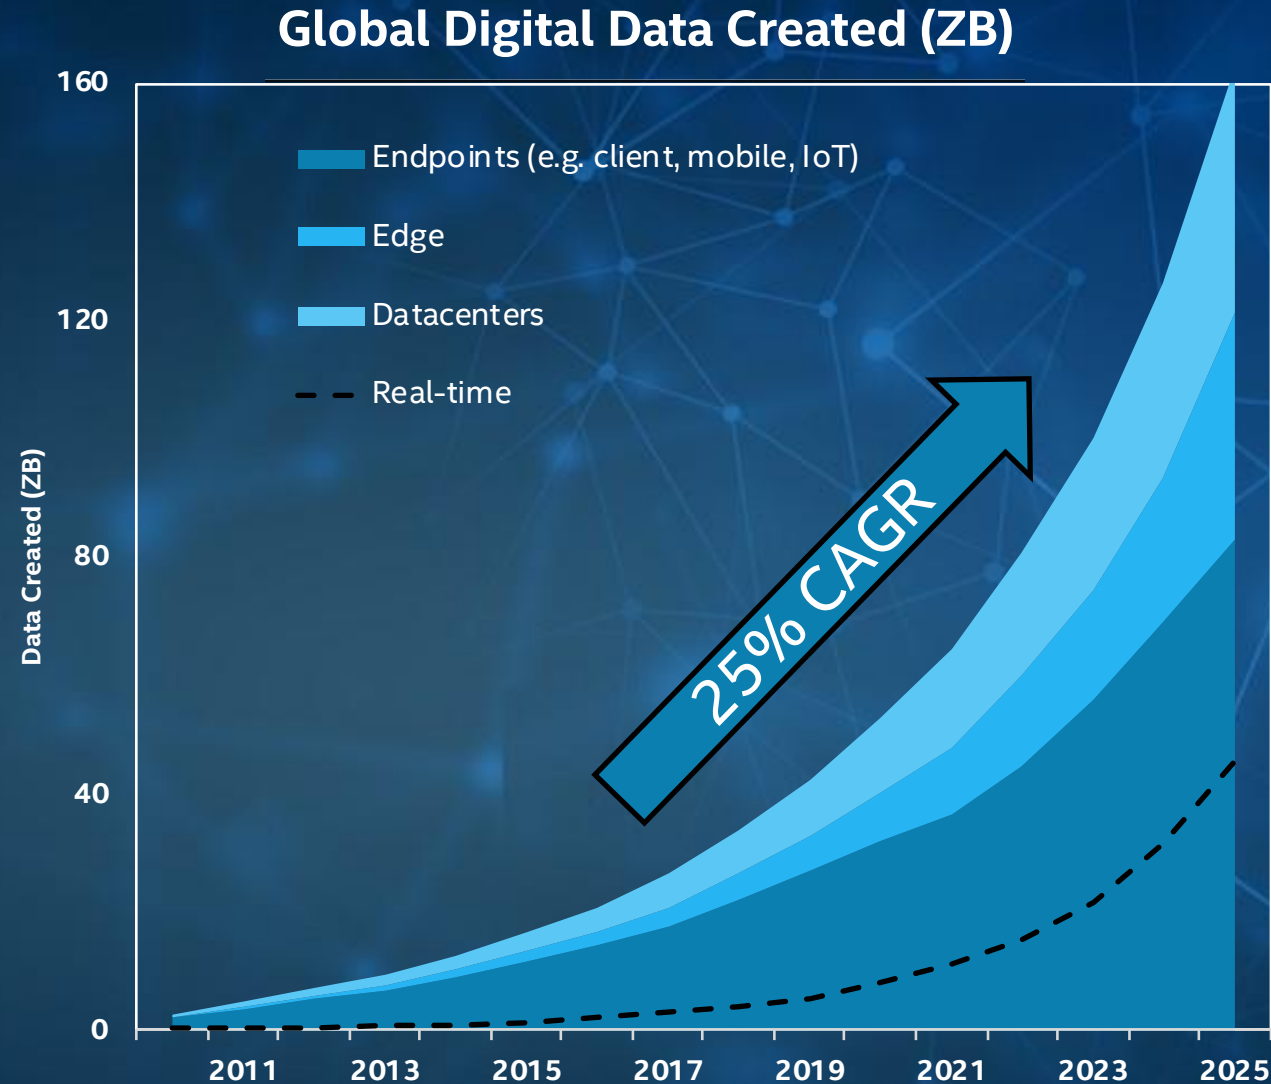 Global Digital Data Created (ZB)
160
Endpoints (e.g. client, mobile, IoT)
Edge
120
Datacenters
Real-time
Data Created (ZB)
25% CAGR
80
40
0
2011 2013 2015 2017 2019 2021 2023 2025